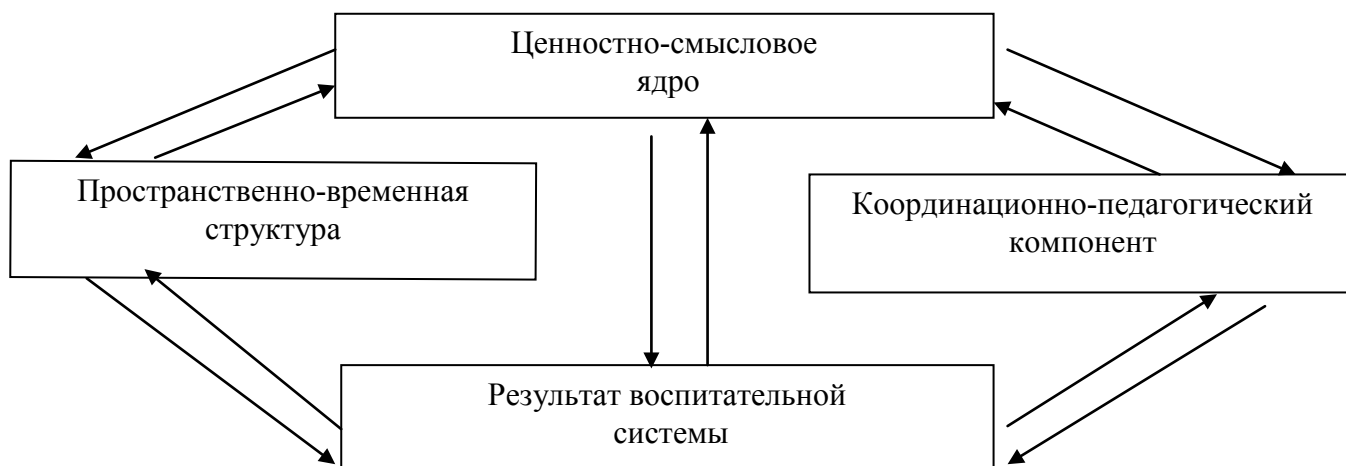 Ценностно-смысловое
ядро
Пространственно-временная
структура
Координационно-педагогический
компонент
Результат воспитательной
системы